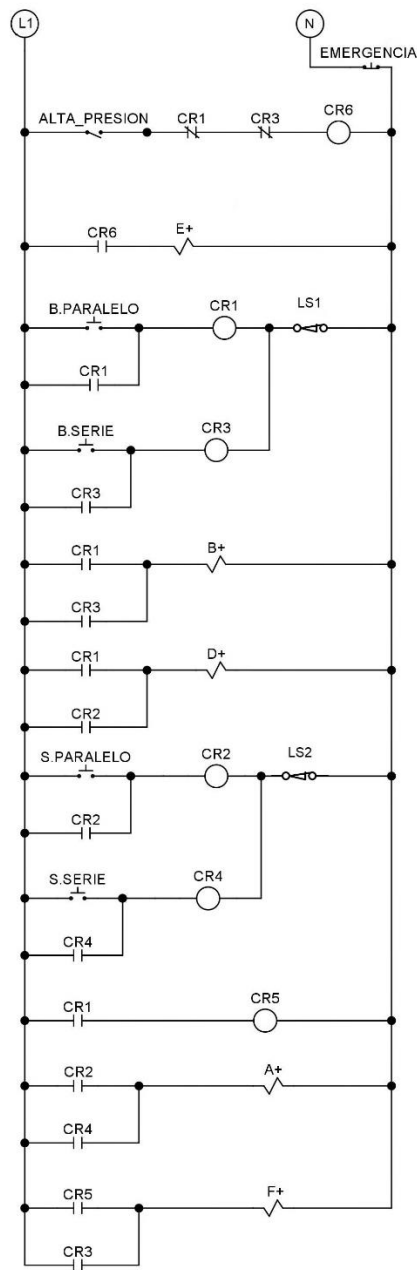 L1 N
EMERGENCIA
ALTA_PRESION CR1 CR3 CR6
CR6 E+
B.PARALELO CR1 LS1
CR1
B.SERIE CR3
CR3
CR1 B+
CR3
CR1 D+
CR2
S.PARALELO CR2 LS2
CR2
S.SERIE CR4
CR4
CR1 CR5
CR2 A+
CR4
CR5 F+
CR3